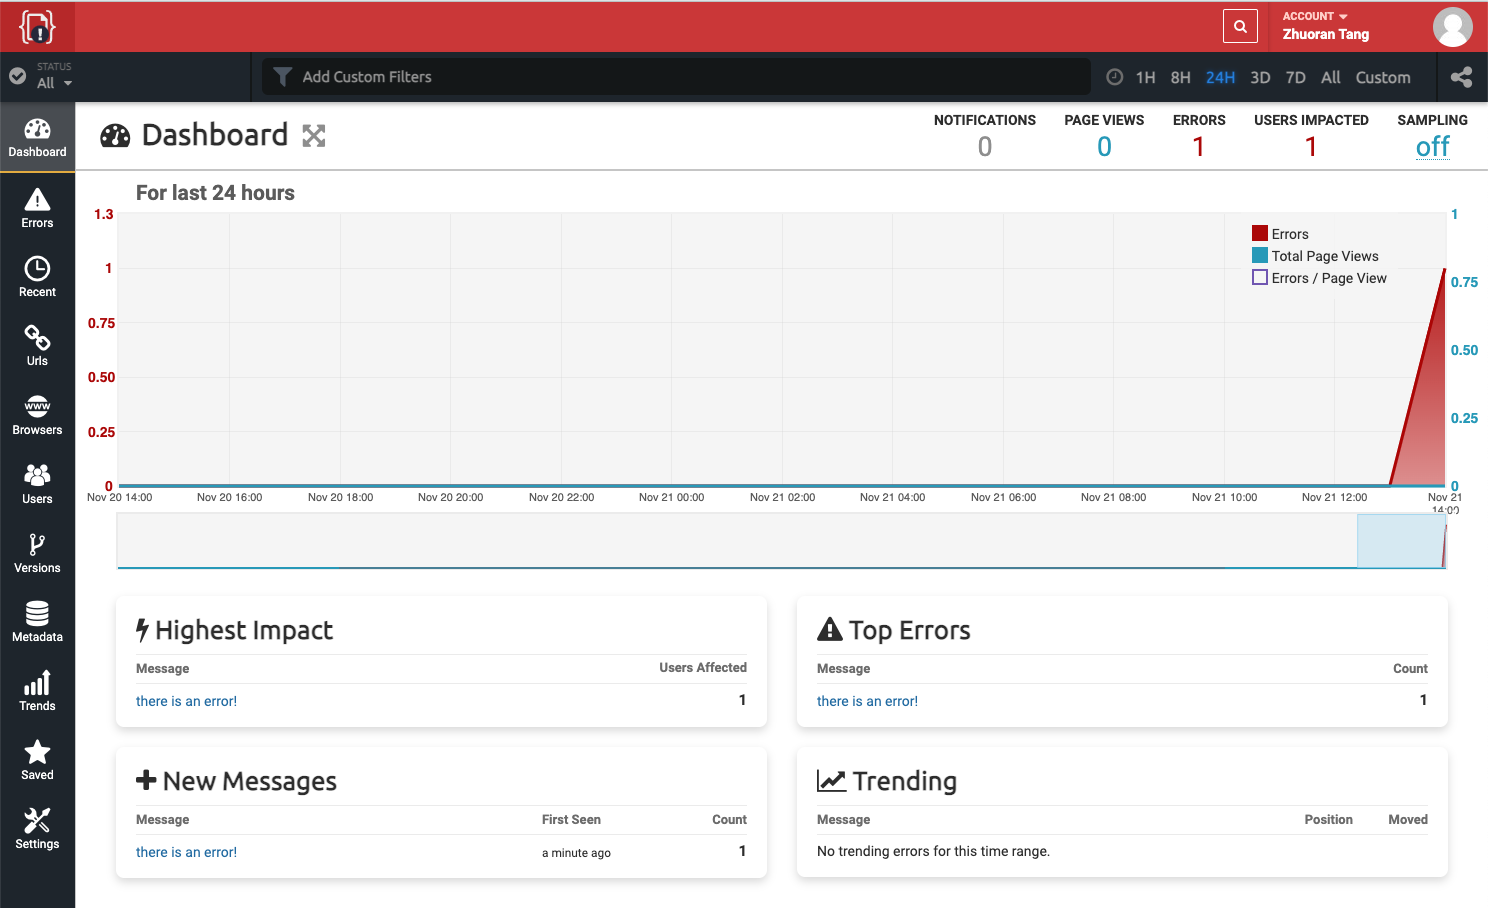 STATUS
All
Add Custom Filters
1H 8H 24H 3D 7D All Custom
ACCOUNT
Zhuoran Tang
Dashboard
Errors
Recent
Urls
www
Browsers
Users
Versions
Metadata
Trends
Saved
Settings
Dashboard
NOTIFICATIONS PAGE VIEWS ERRORS USERS IMPACTED SAMPLING
0 0 1 1 off
For last 24 hours
1.3
1
0.75
0.50
0.25
0
1
0.75
0.50
0.25
0
Errors
Total Page Views
Errors / Page View
Nov 20 14:00 Nov 20 16:00 Nov 20 18:00 Nov 20 20:00 Nov 20 22:00 Nov 21 00:00 Nov 21 02:00 Nov 21 04:00 Nov 21 06:00 Nov 21 08:00 Nov 21 10:00 Nov 21 12:00 Nov 21
14:00
Highest Impact
Message Users Affected
there is an error! 1
Top Errors
Message Count
there is an error! 1
New Messages
Message First Seen Count
there is an error! a minute ago 1
Trending
Message Position Moved
No trending errors for this time range.